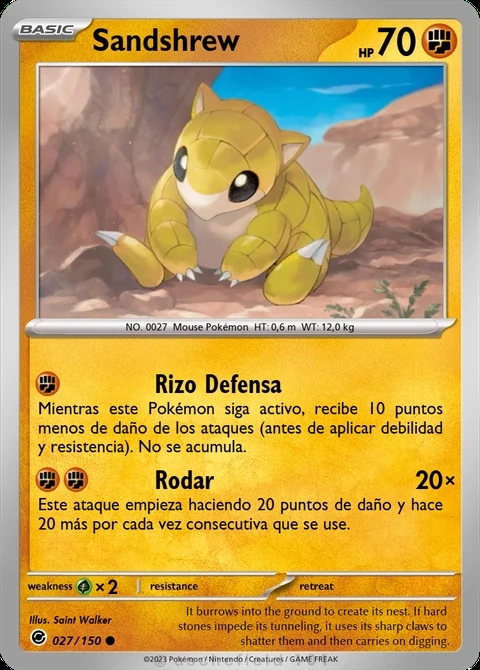 BASIC
Sandshrew
HP 70
NO. 0027 Mouse Pokémon HT: 0,6 m WT: 12,0 kg
Rizo Defensa
Mientras este Pokémon siga activo, recibe 10 puntos
menos de daño de los ataques (antes de aplicar debilidad
y resistencia). No se acumula.
Rodar 20×
Este ataque empieza haciendo 20 puntos de daño y hace
20 más por cada vez consecutiva que se use.
weakness ×2 resistance retreat
Illus. Saint Walker
027/150
It burrows into the ground to create its nest. If hard
stones impede its tunneling, it uses its sharp claws to
shatter them and then carries on digging.
©2023 Pokémon / Nintendo / Creatures / GAME FREAK